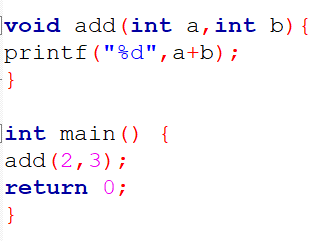 void add(int a,int b){
printf("%d",a+b);
}

int main() {
add(2,3);
return 0;
}